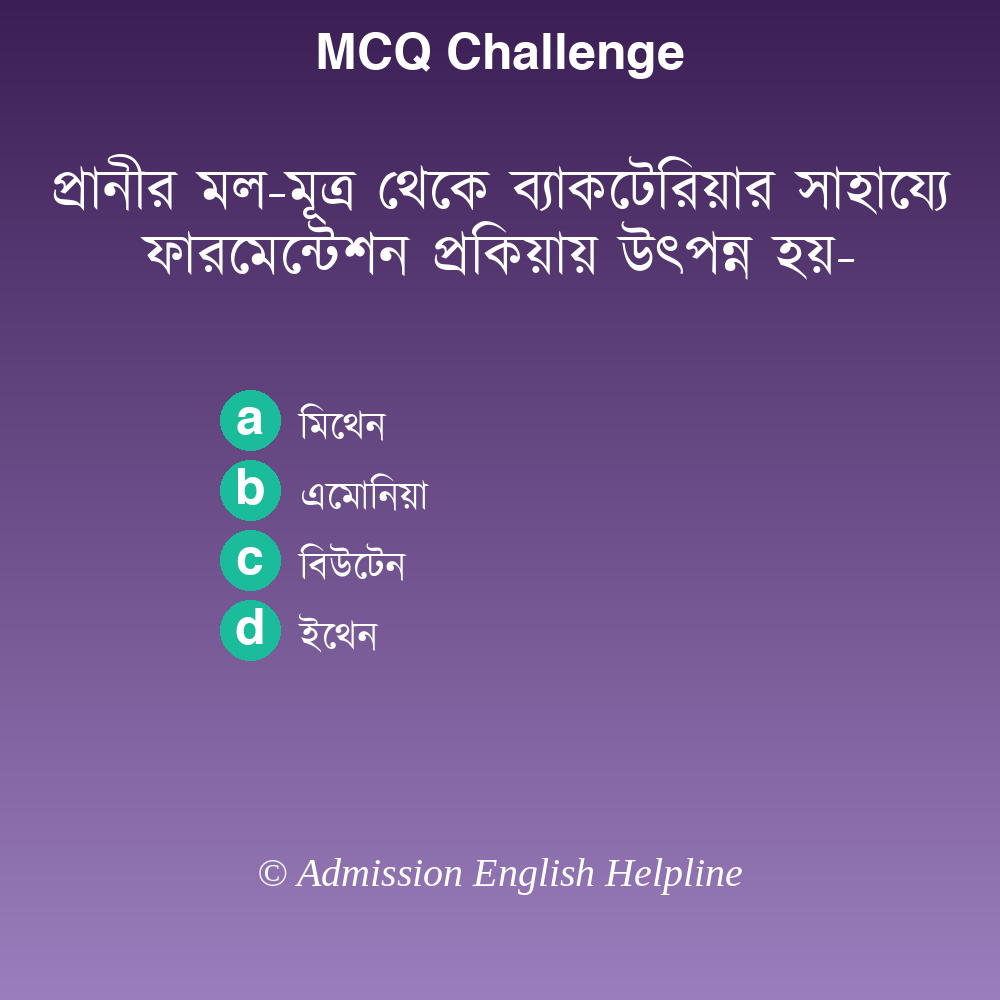 MCQ Challenge
প্রানীর মল-মূত্র থেকে ব্যাকটেরিয়ার সাহায্যে
ফারমেন্টেশন প্রকিয়ায় উৎপন্ন হয়-
a মিথেন
b এমোনিয়া
c বিউটেন
d ইথেন
© Admission English Helpline